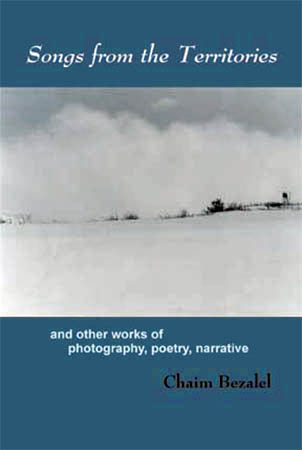 Songs from the Territories
and other works of
photography, poetry, narrative
Chaim Bezalel